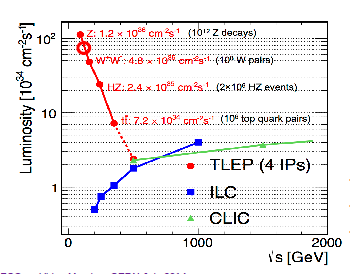 Luminosity [10³⁴ cm⁻²s⁻¹]
10²
10
1
Z: 1.2 × 10³⁶ cm⁻²s⁻¹ (10¹² Z decays)
W⁺W⁻: 4.8 × 10³⁵ cm⁻²s⁻¹ (10⁸ W pairs)
HZ: 2.4 × 10³⁵ cm⁻²s⁻¹ (2×10⁶ HZ events)
7.2 × 10³⁴ cm⁻²s⁻¹ (10⁶ top quark pairs)
TLEP (4 IPs)
ILC
CLIC
0 1000 2000
√s [GeV]